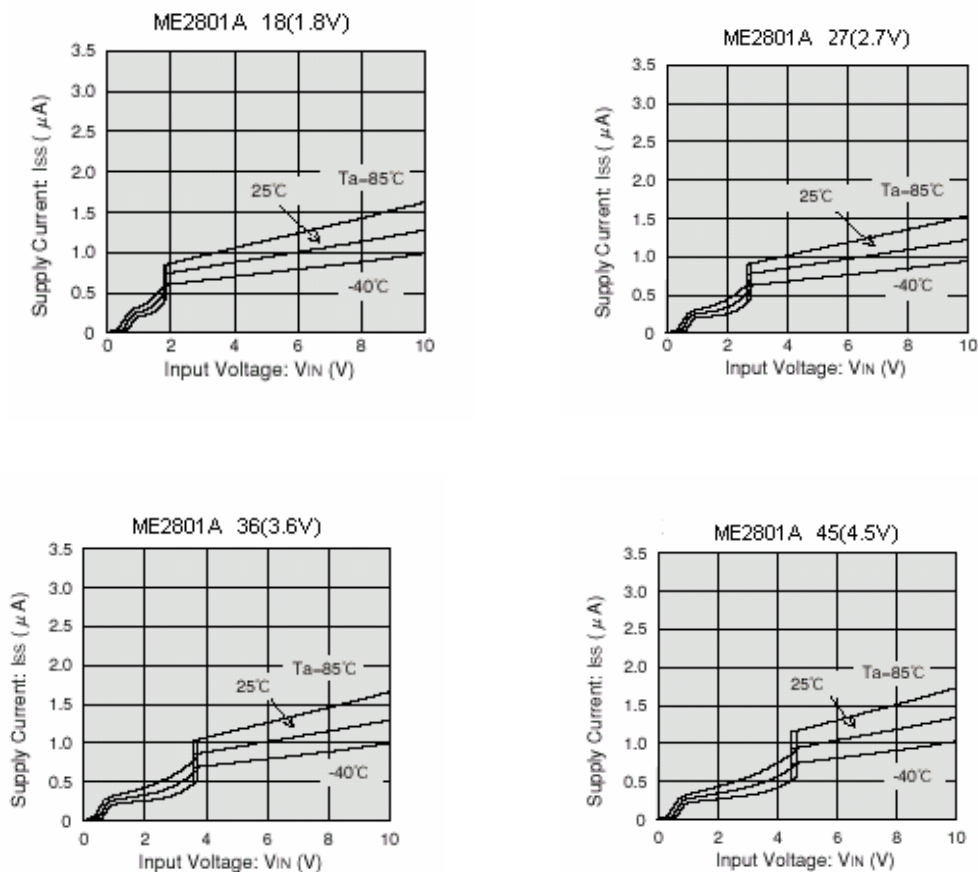 ME2801A 18(1.8V)
3.5
3.0
2.5
2.0
1.5
1.0
0.5
0
Supply Current: Iss ( μA)
Ta=85℃
25℃
-40℃
0 2 4 6 8 10
Input Voltage: VIN (V)
ME2801A 27(2.7V)
3.5
3.0
2.5
2.0
1.5
1.0
0.5
0
Supply Current: Iss ( μA)
Ta=85℃
25℃
-40℃
0 2 4 6 8 10
Input Voltage: VIN (V)
ME2801A 36(3.6V)
3.5
3.0
2.5
2.0
1.5
1.0
0.5
0
Supply Current: Iss ( μA)
Ta=85℃
25℃
-40℃
0 2 4 6 8 10
Input Voltage: VIN (V)
ME2801A 45(4.5V)
3.5
3.0
2.5
2.0
1.5
1.0
0.5
0
Supply Current: Iss ( μA)
Ta=85℃
25℃
-40℃
0 2 4 6 8 10
Input Voltage: VIN (V)